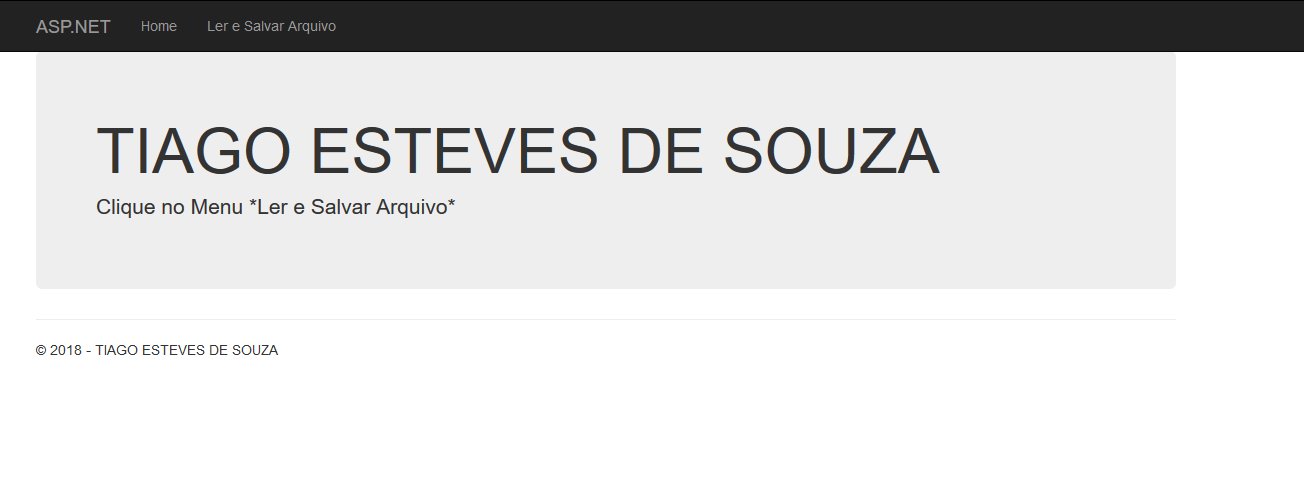 ASP.NET Home Ler e Salvar Arquivo
TIAGO ESTEVES DE SOUZA
Clique no Menu *Ler e Salvar Arquivo*
© 2018 - TIAGO ESTEVES DE SOUZA